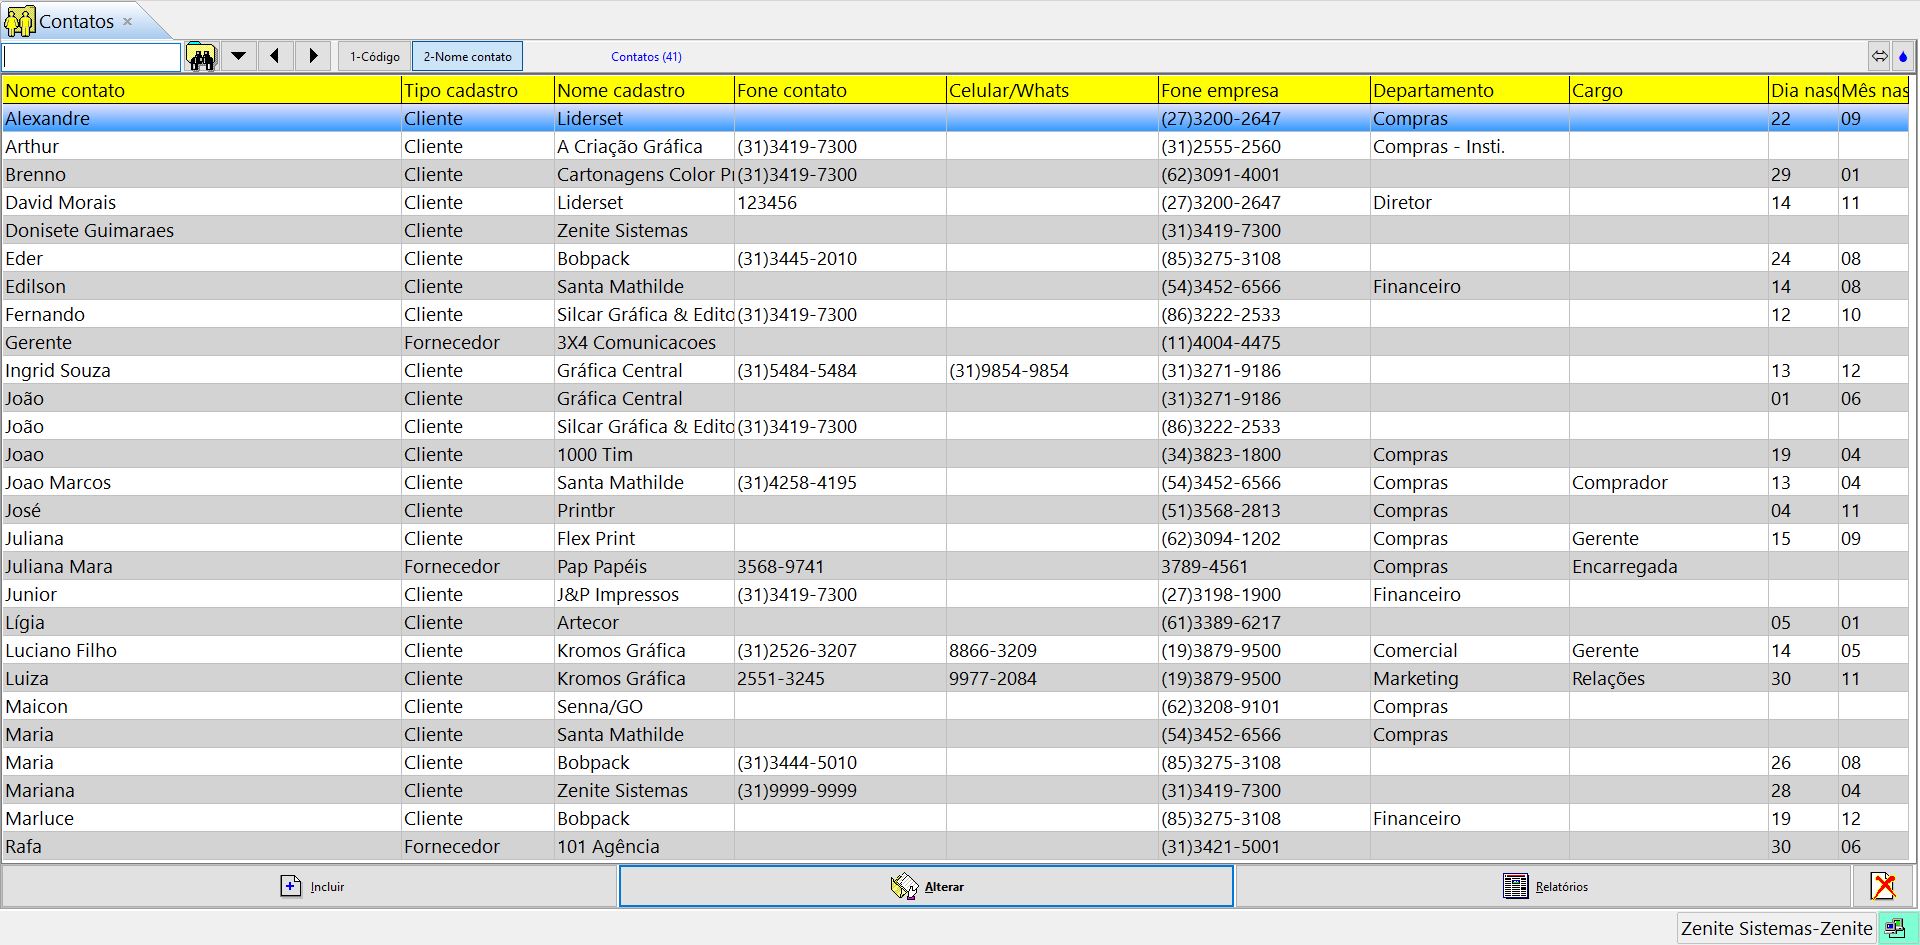 Contatos ×
1-Código 2-Nome contato Contatos (41)
Nome contato Tipo cadastro Nome cadastro Fone contato Celular/Whats Fone empresa Departamento Cargo Dia nasc Mês nas
Alexandre Cliente Liderset (27)3200-2647 Compras 22 09
Arthur Cliente A Criação Gráfica (31)3419-7300 (31)2555-2560 Compras - Insti.
Brenno Cliente Cartonagens Color Pr (31)3419-7300 (62)3091-4001 29 01
David Morais Cliente Liderset 123456 (27)3200-2647 Diretor 14 11
Donisete Guimaraes Cliente Zenite Sistemas (31)3419-7300
Eder Cliente Bobpack (31)3445-2010 (85)3275-3108 24 08
Edilson Cliente Santa Mathilde (54)3452-6566 Financeiro 14 08
Fernando Cliente Silcar Gráfica & Edito (31)3419-7300 (86)3222-2533 12 10
Gerente Fornecedor 3X4 Comunicacoes (11)4004-4475
Ingrid Souza Cliente Gráfica Central (31)5484-5484 (31)9854-9854 (31)3271-9186 13 12
João Cliente Gráfica Central (31)3271-9186 01 06
João Cliente Silcar Gráfica & Edito (31)3419-7300 (86)3222-2533
Joao Cliente 1000 Tim (34)3823-1800 Compras 19 04
Joao Marcos Cliente Santa Mathilde (31)4258-4195 (54)3452-6566 Compras Comprador 13 04
José Cliente Printbr (51)3568-2813 Compras 04 11
Juliana Cliente Flex Print (62)3094-1202 Compras Gerente 15 09
Juliana Mara Fornecedor Pap Papéis 3568-9741 3789-4561 Compras Encarregada
Junior Cliente J&P Impressos (31)3419-7300 (27)3198-1900 Financeiro
Lígia Cliente Artecor (61)3389-6217 05 01
Luciano Filho Cliente Kromos Gráfica (31)2526-3207 8866-3209 (19)3879-9500 Comercial Gerente 14 05
Luiza Cliente Kromos Gráfica 2551-3245 9977-2084 (19)3879-9500 Marketing Relações 30 11
Maicon Cliente Senna/GO (62)3208-9101 Compras
Maria Cliente Santa Mathilde (54)3452-6566 Compras
Maria Cliente Bobpack (31)3444-5010 (85)3275-3108 26 08
Mariana Cliente Zenite Sistemas (31)9999-9999 (31)3419-7300 28 04
Marluce Cliente Bobpack (85)3275-3108 Financeiro 19 12
Rafa Fornecedor 101 Agência (31)3421-5001 30 06
Incluir Alterar Relatórios
Zenite Sistemas-Zenite